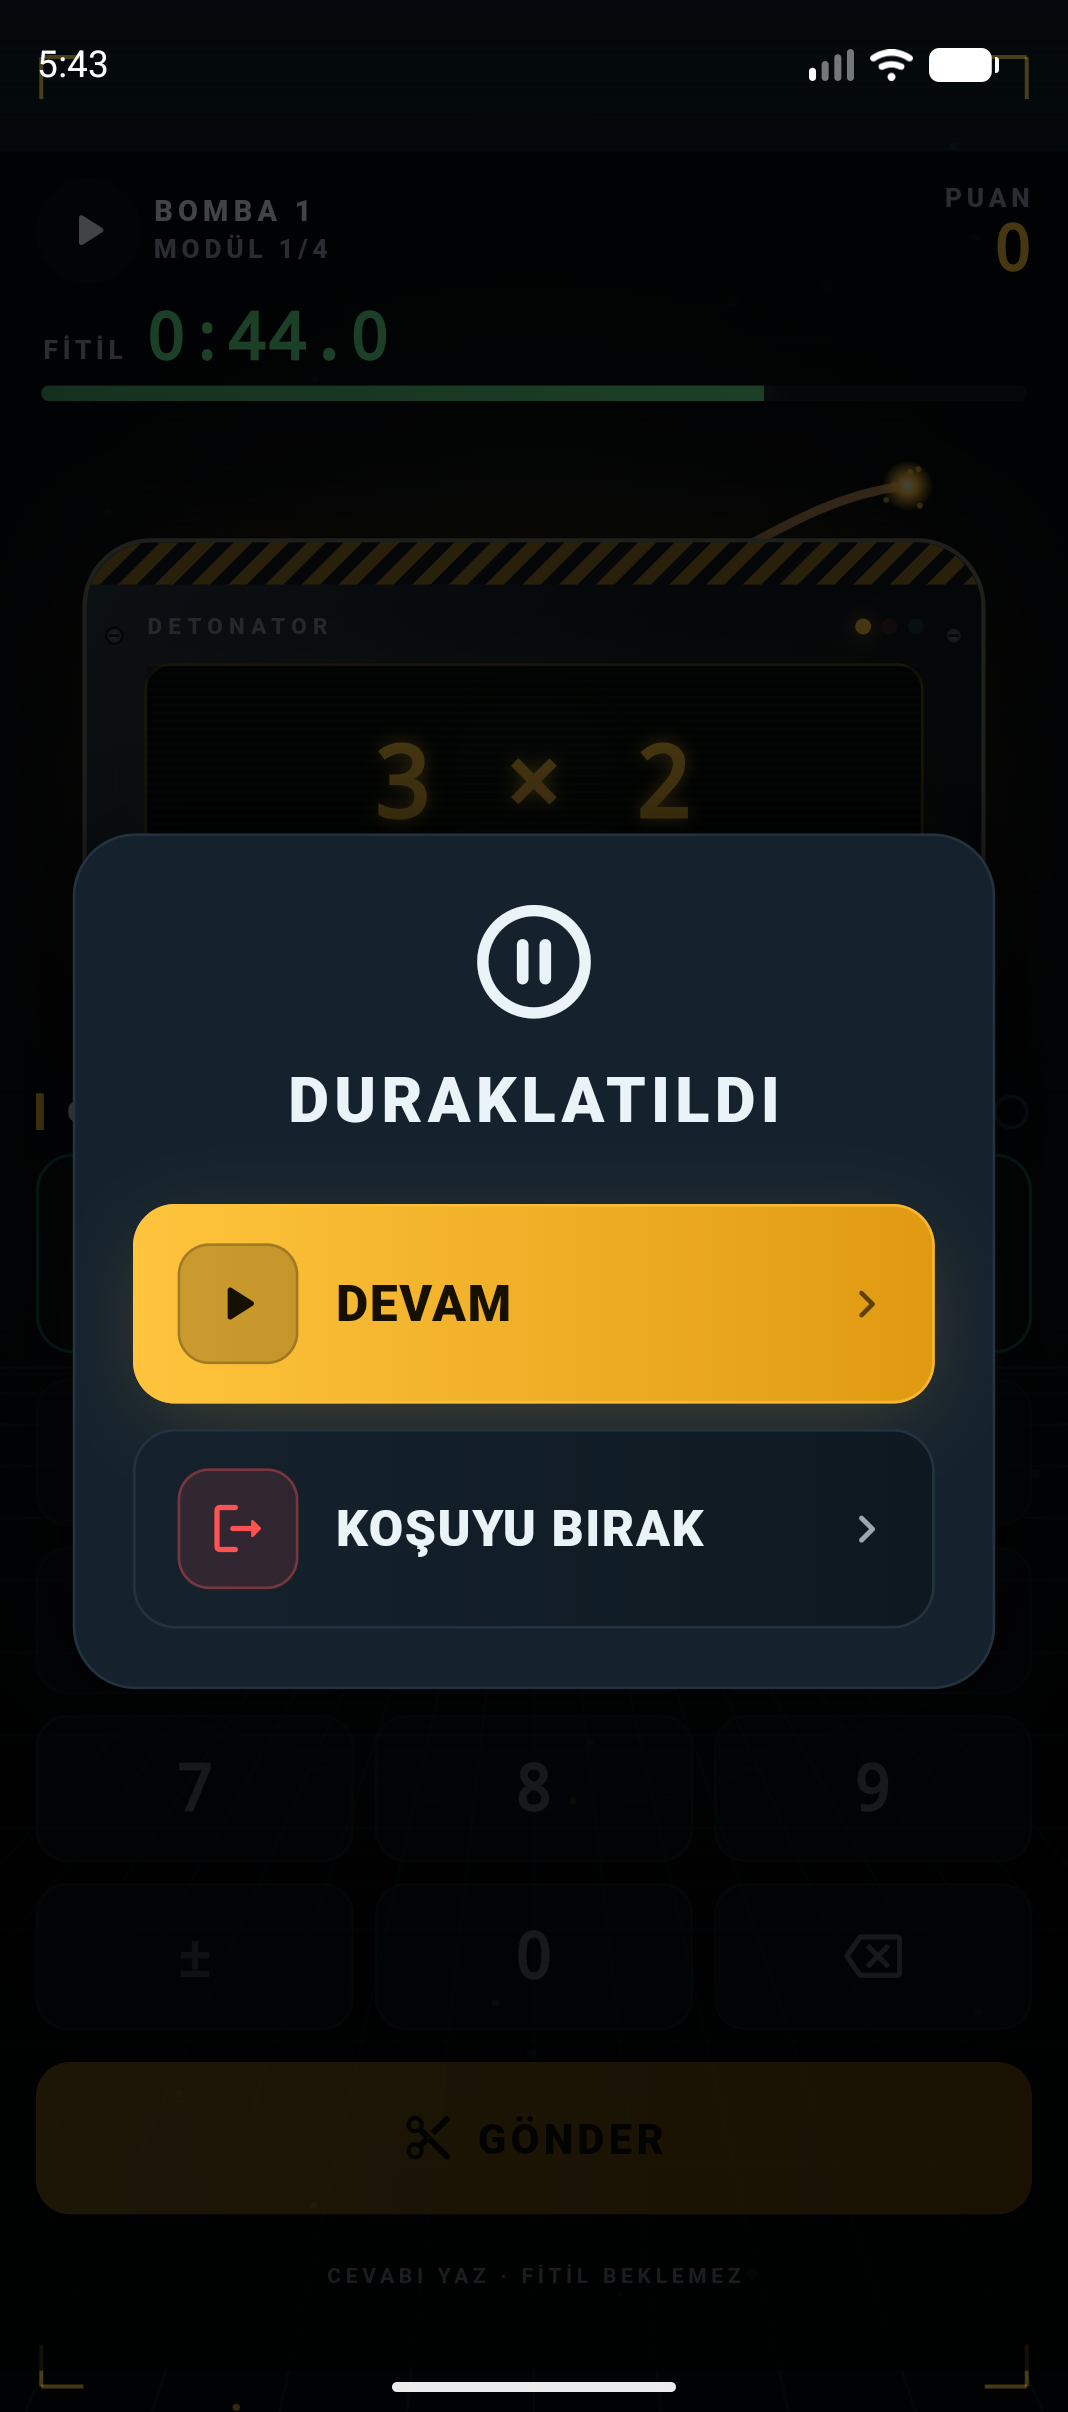 5:43
BOMBA 1
MODÜL 1/4
PUAN
0
FİTİL 0:44.0
DETONATOR
3 × 2
DURAKLATILDI
DEVAM
KOŞUYU BIRAK
7 8 9
± 0
GÖNDER
CEVABI YAZ · FİTİL BEKLEMEZ